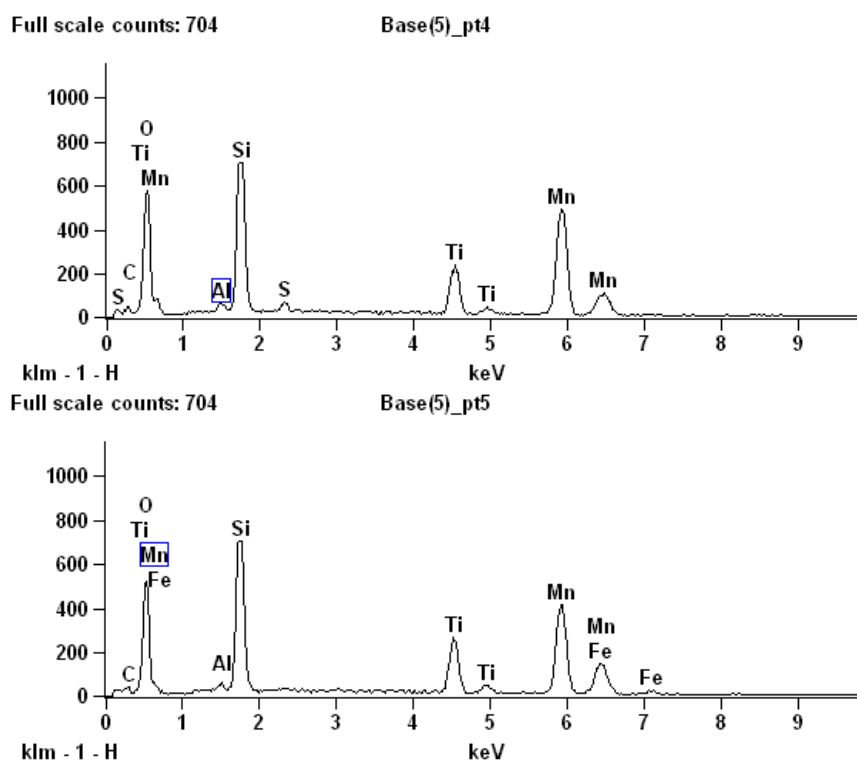 Full scale counts: 704 Base(5)_pt4
1000
800
600
400
200
0
O
Ti
Mn
C
S
Al
Si
S
Ti
Ti
Mn
Mn
0 1 2 3 4 5 6 7 8 9
klm - 1 - H keV
Full scale counts: 704 Base(5)_pt5
1000
800
600
400
200
0
O
Ti
Mn
Fe
C
Al
Si
Ti
Ti
Mn
Mn
Fe
Fe
0 1 2 3 4 5 6 7 8 9
klm - 1 - H keV